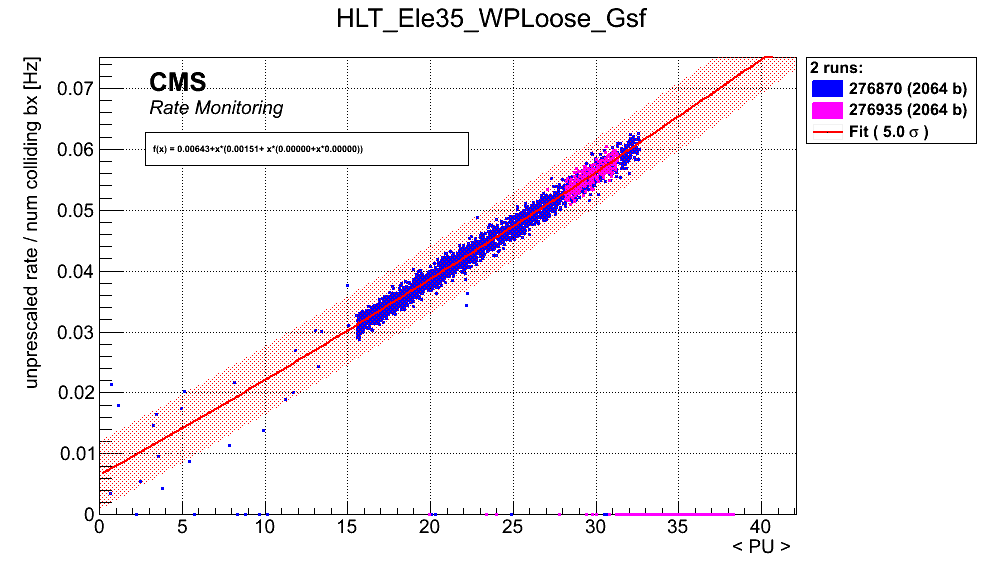 HLT_Ele35_WPLoose_Gsf
unprescaled rate / num colliding bx [Hz]
CMS
Rate Monitoring
f(x) = 0.00643+x*(0.00151+ x*(0.00000+x*0.00000))
2 runs:
276870 (2064 b)
276935 (2064 b)
Fit ( 5.0 σ )
0.07
0.06
0.05
0.04
0.03
0.02
0.01
0
0 5 10 15 20 25 30 35 40
< PU >